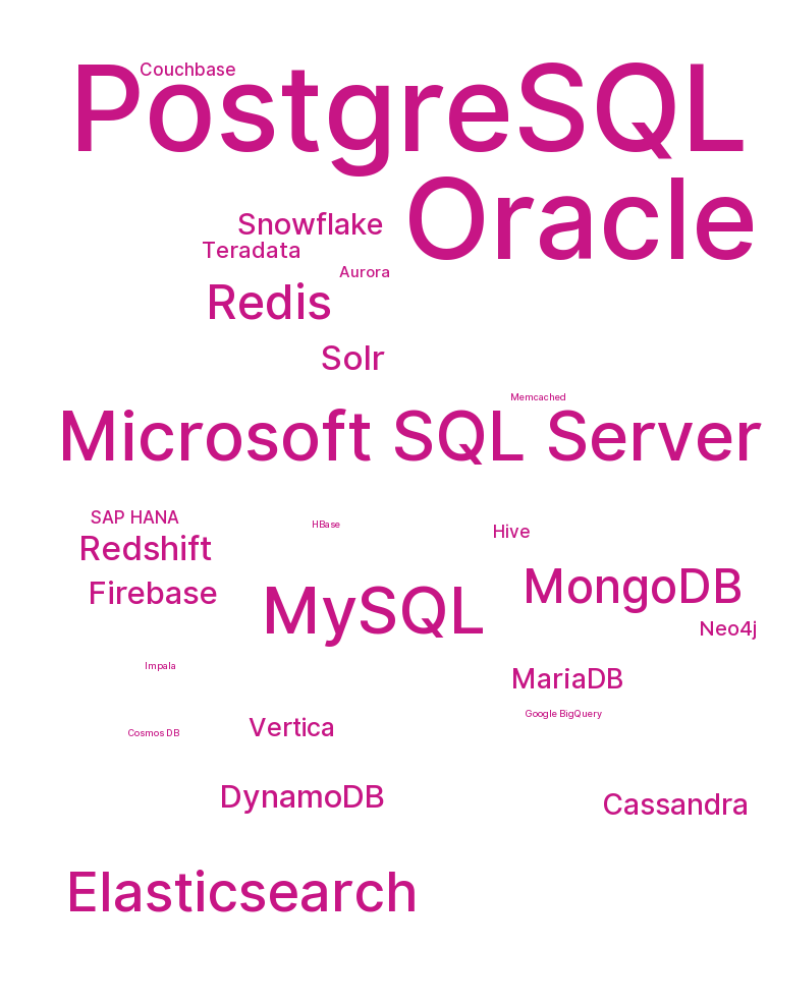 Couchbase
PostgreSQL
Oracle
Snowflake
Teradata
Aurora
Redis
Solr
Memcached
Microsoft SQL Server
SAP HANA
HBase
Hive
Redshift
Firebase
MongoDB
MySQL
Neo4j
Impala
MariaDB
Google BigQuery
Vertica
Cosmos DB
DynamoDB
Cassandra
Elasticsearch